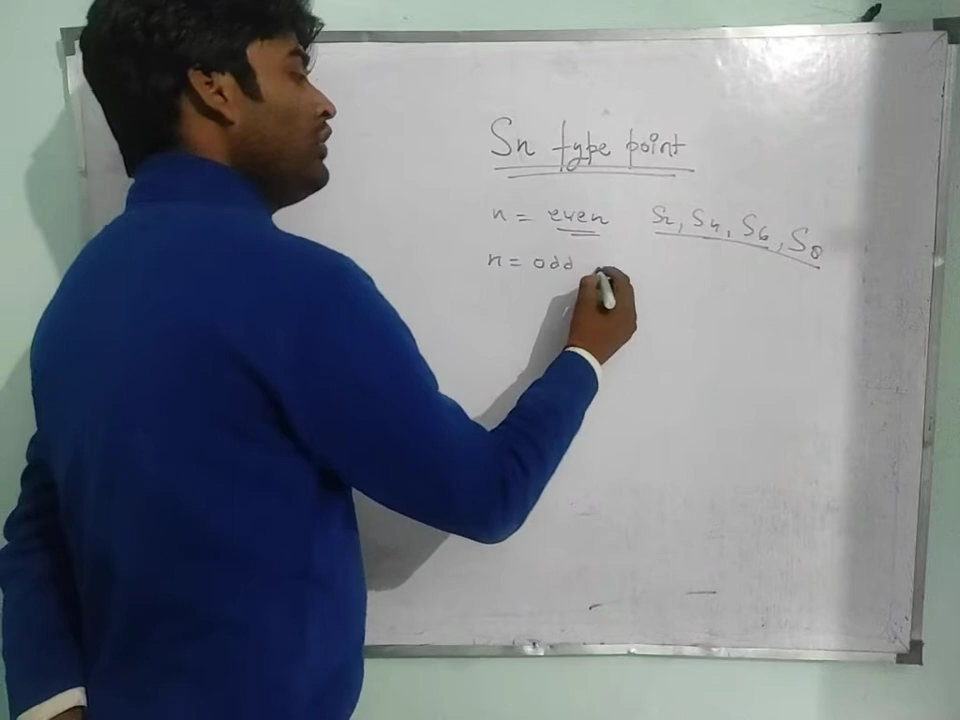 Sn type point
n = even S2, S4, S6, S8
n = odd